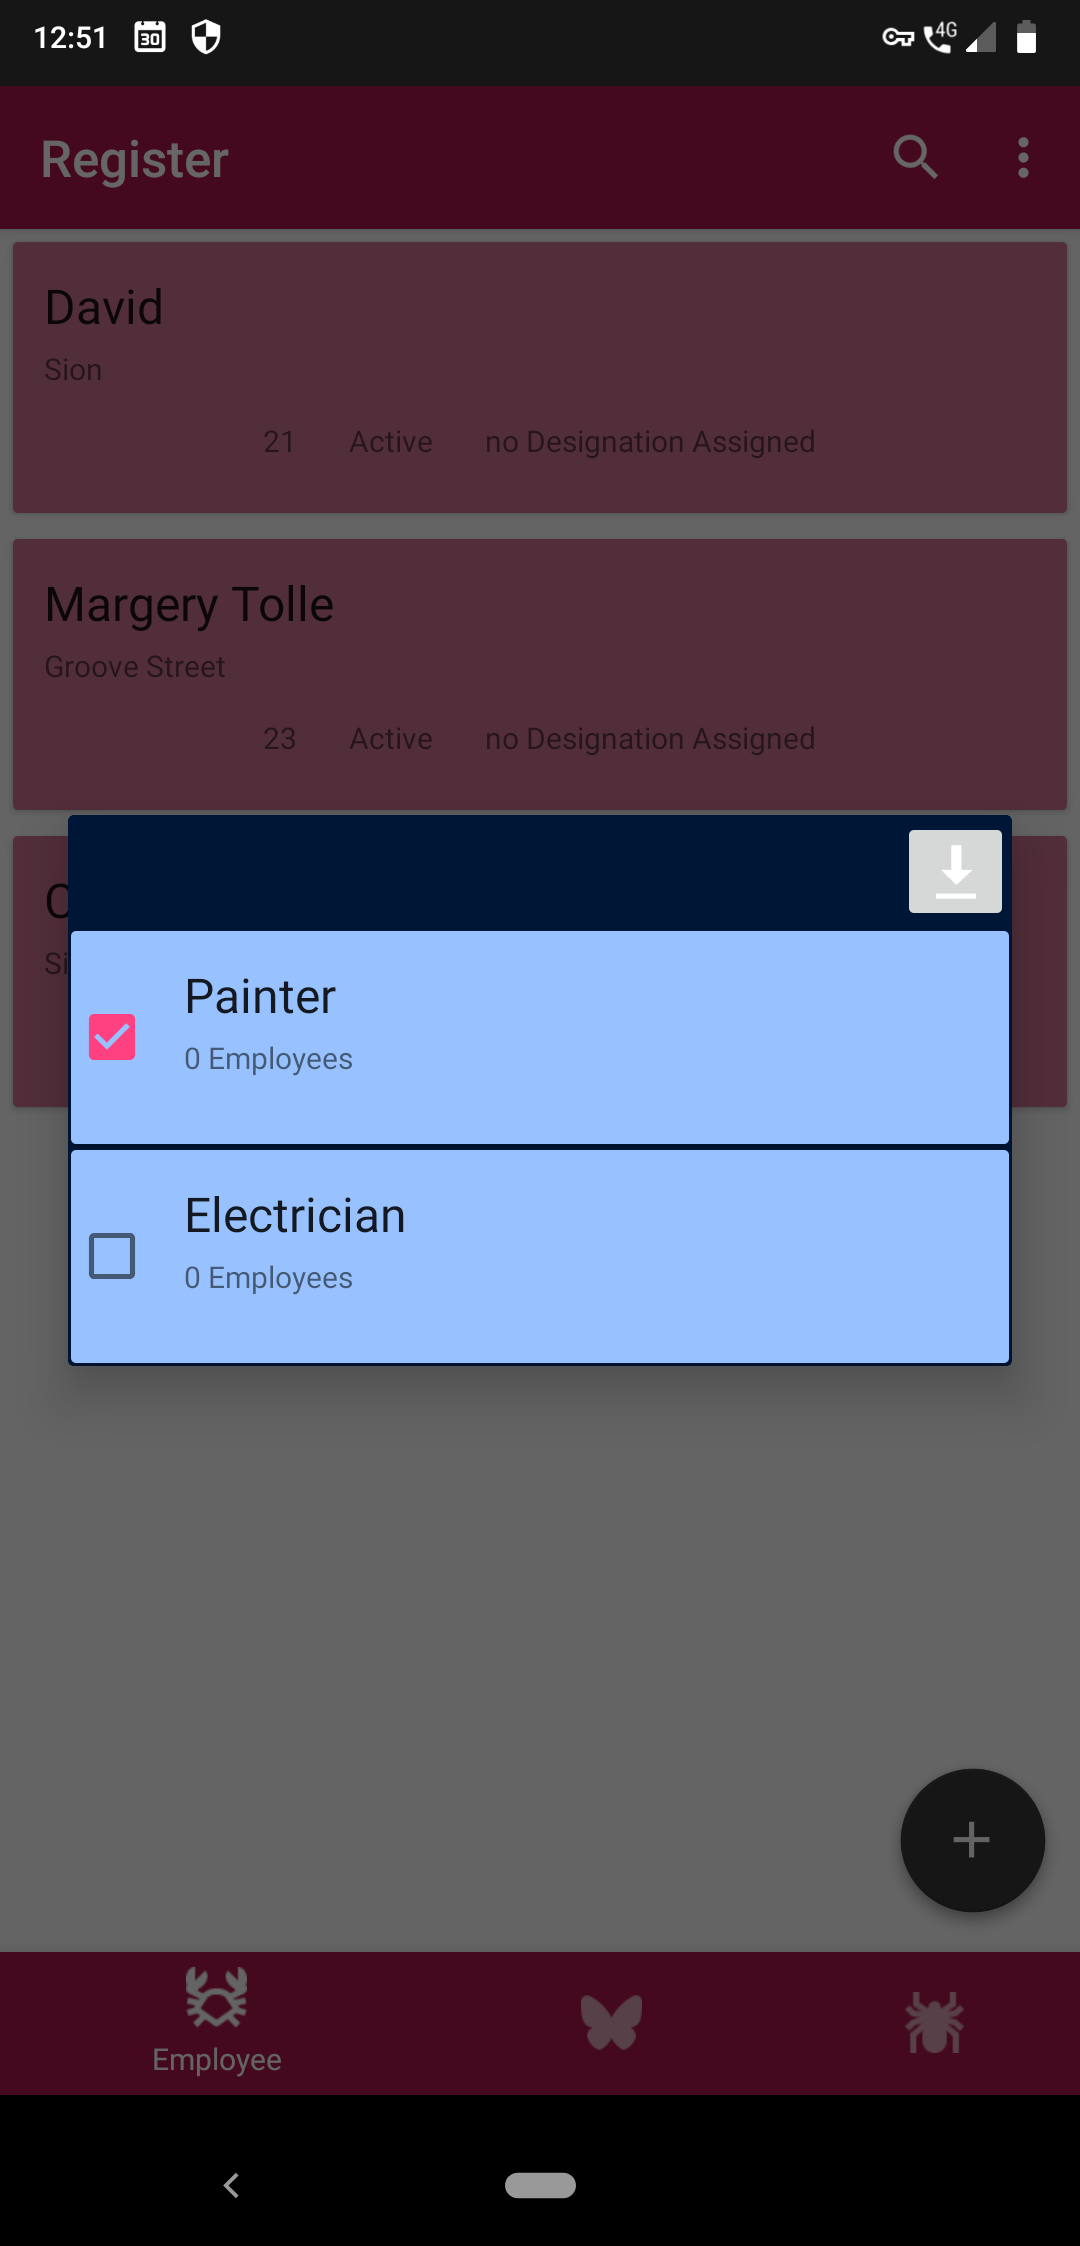 12:51 30 4G
Register
David
Sion
21 Active no Designation Assigned
Margery Tolle
Groove Street
23 Active no Designation Assigned
Painter
0 Employees
Electrician
0 Employees
Employee